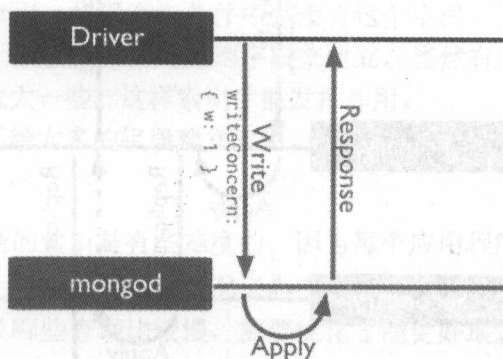 Driver
Write
writeConcern:
{ w: 1 }
Response
mongod
Apply